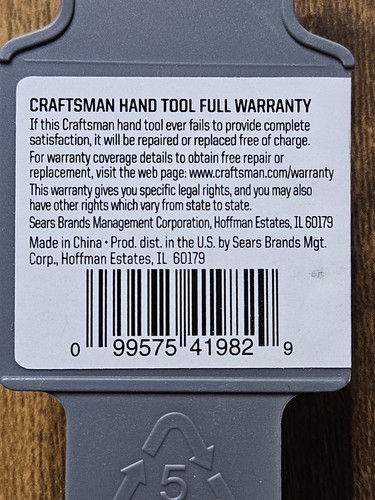 CRAFTSMAN HAND TOOL FULL WARRANTY
If this Craftsman hand tool ever fails to provide complete
satisfaction, it will be repaired or replaced free of charge.
For warranty coverage details to obtain free repair or
replacement, visit the web page: www.craftsman.com/warranty
This warranty gives you specific legal rights, and you may also
have other rights which vary from state to state.
Sears Brands Management Corporation, Hoffman Estates, IL 60179
Made in China • Prod. dist. in the U.S. by Sears Brands Mgt.
Corp., Hoffman Estates, IL 60179
0 99575 41982 9
5